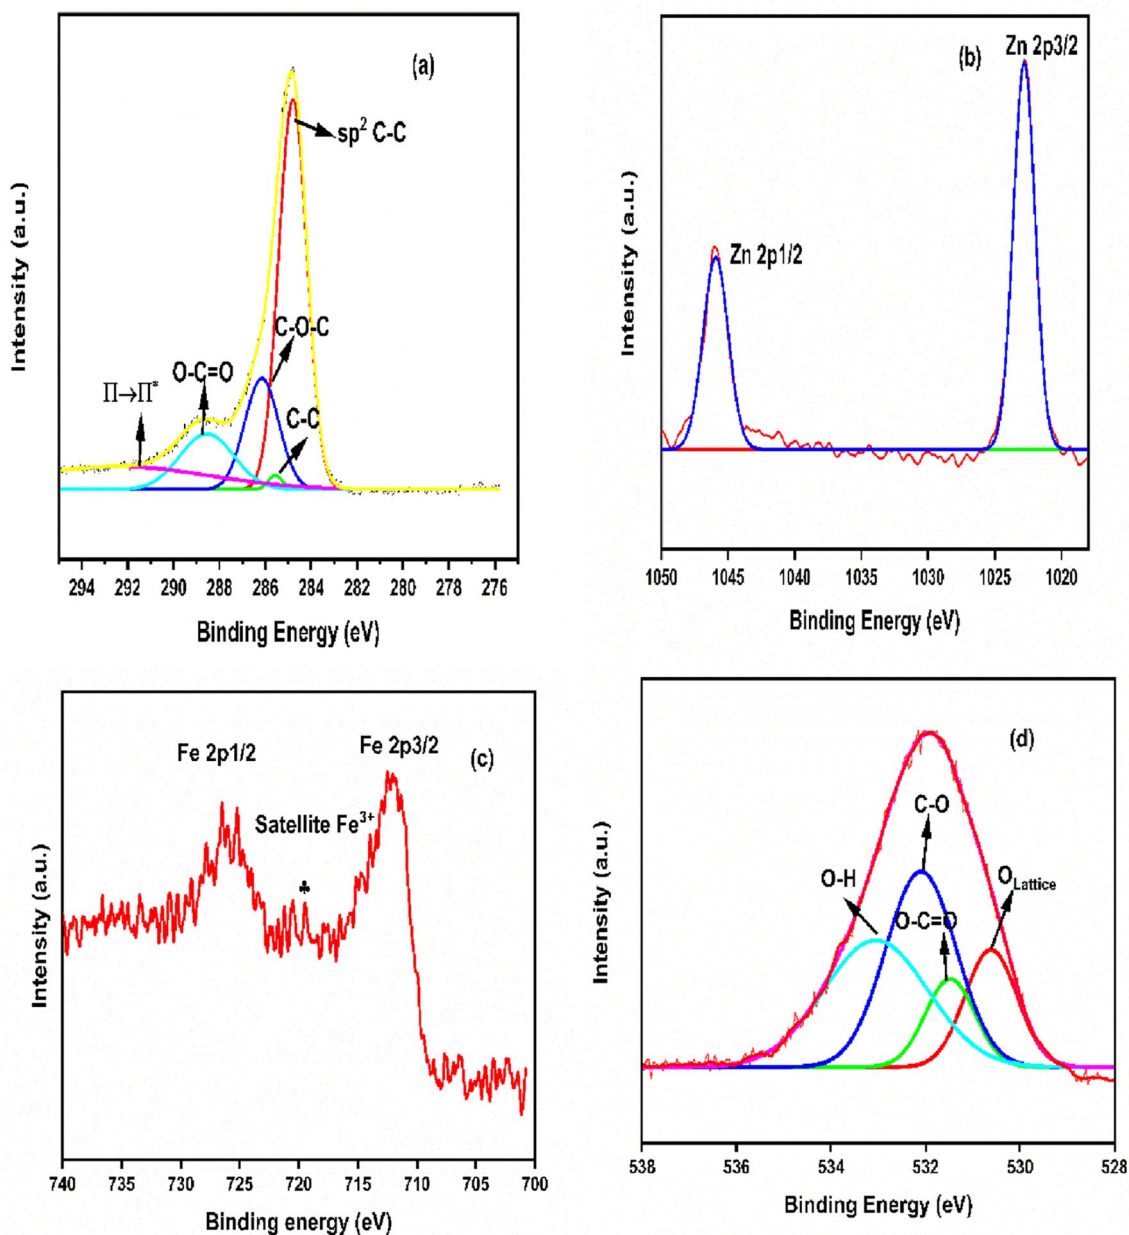 (a)
sp² C-C
C-O-C
O-C=O
Π→Π*
C-C
Intensity (a.u.)
294 292 290 288 286 284 282 280 278 276
Binding Energy (eV)
(b)
Zn 2p3/2
Zn 2p1/2
Intensity (a.u.)
1050 1045 1040 1035 1030 1025 1020
Binding Energy (eV)
(c)
Fe 2p3/2
Fe 2p1/2
Satellite Fe³⁺
♣
Intensity (a.u.)
740 735 730 725 720 715 710 705 700
Binding energy (eV)
(d)
C-O
O-H
O-C=O
O Lattice
Intensity (a.u.)
538 536 534 532 530 528
Binding Energy (eV)